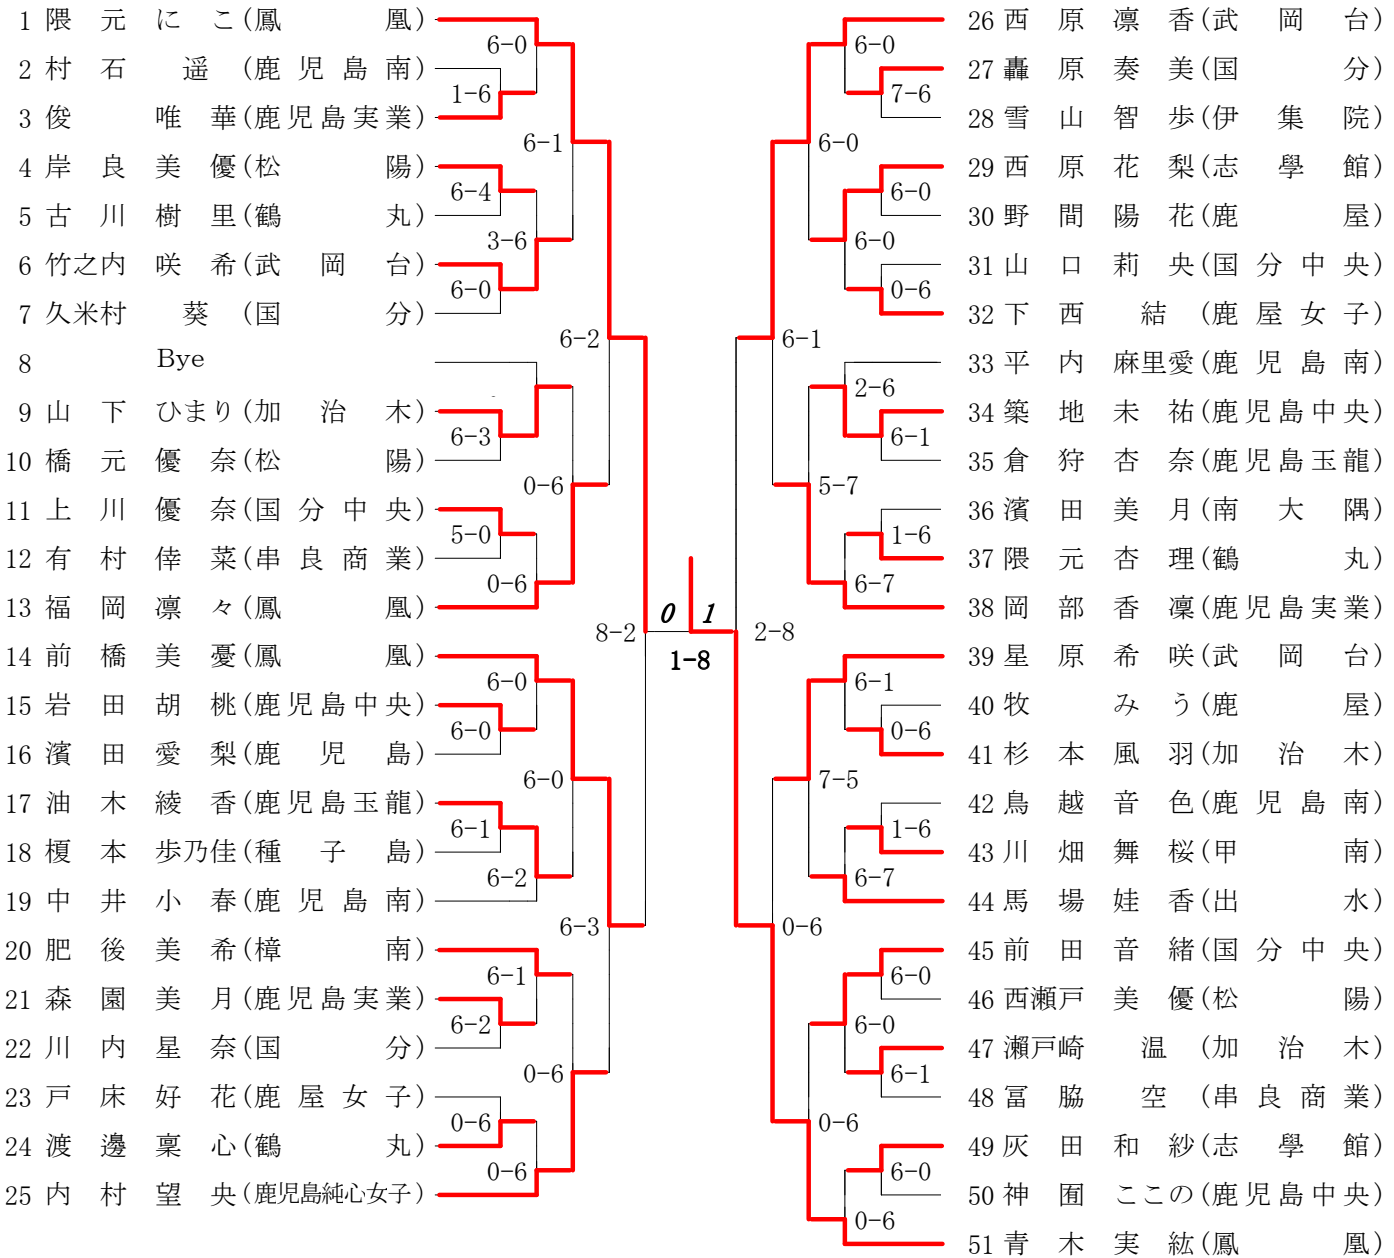 1 隈元にこ(鳳凰)
2 村石遥(鹿児島南)
3 俊唯華(鹿児島実業)
4 岸良美優(松陽)
5 古川樹里(鶴丸)
6 竹之内咲希(武岡台)
7 久米村葵(国分)
8 Bye
9 山下ひまり(加治木)
10 橋元優奈(松陽)
11 上川優奈(国分中央)
12 有村倖菜(串良商業)
13 福岡凛々(鳳凰)
14 前橋美憂(鳳凰)
15 岩田胡桃(鹿児島中央)
16 濱田愛梨(鹿児島)
17 油木綾香(鹿児島玉龍)
18 榎本歩乃佳(種子島)
19 中井小春(鹿児島南)
20 肥後美希(樟南)
21 森園美月(鹿児島実業)
22 川内星奈(国分)
23 戸床好花(鹿屋女子)
24 渡邊稟心(鶴丸)
25 内村望央(鹿児島純心女子)
6-0
1-6
6-1
6-4
3-6
6-0
6-2
6-3
0-6
5-0
0-6
8-2
6-0
6-0
6-0
6-1
6-2
6-3
6-1
6-2
0-6
0-6
0-6
0 1
1-8
6-0
7-6
6-0
6-0
6-0
0-6
6-1
2-6
6-1
5-7
1-6
6-7
2-8
6-1
0-6
7-5
1-6
6-7
0-6
6-0
6-0
6-1
0-6
6-0
0-6
26 西原凛香(武岡台)
27 轟原奏美(国分)
28 雪山智歩(伊集院)
29 西原花梨(志學館)
30 野間陽花(鹿屋)
31 山口莉央(国分中央)
32 下西結(鹿屋女子)
33 平内麻里愛(鹿児島南)
34 築地未祐(鹿児島中央)
35 倉狩杏奈(鹿児島玉龍)
36 濱田美月(南大隅)
37 隈元杏理(鶴丸)
38 岡部香凜(鹿児島実業)
39 星原希咲(武岡台)
40 牧みう(鹿屋)
41 杉本風羽(加治木)
42 鳥越音色(鹿児島南)
43 川畑舞桜(甲南)
44 馬場娃香(出水)
45 前田音緒(国分中央)
46 西瀬戸美優(松陽)
47 瀬戸崎温(加治木)
48 冨脇空(串良商業)
49 灰田和紗(志學館)
50 神囿ここの(鹿児島中央)
51 青木実紘(鳳凰)